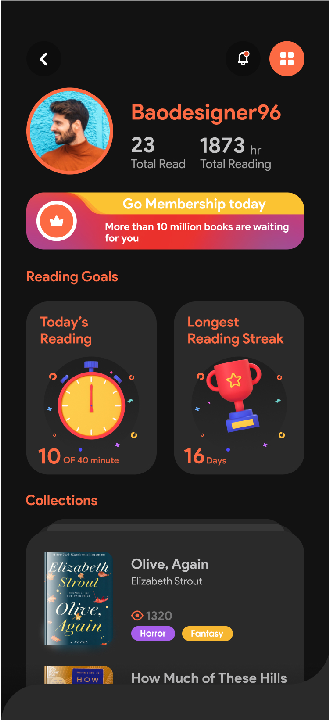 Baodesigner96
23 1873 hr
Total Read Total Reading
Go Membership today
More than 10 million books are waiting
for you
Reading Goals
Today's
Reading
10 OF 40 minute
Longest
Reading Streak
16 Days
Collections
Elizabeth
Strout
Olive,
Again
Olive, Again
Elizabeth Strout
1320
Horror Fantasy
HOW
How Much of These Hills